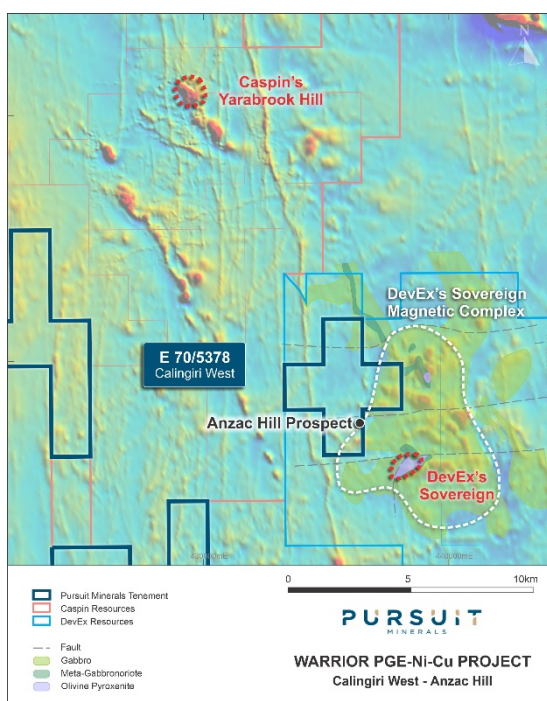 N
Caspin's
Yarabrook Hill
DevEx's Sovereign
Magnetic Complex
E 70/5378
Calingiri West
Anzac Hill Prospect
DevEx's
Sovereign
Pursuit Minerals Tenement
Caspin Resources
DevEx Resources
Fault
Gabbro
Meta-Gabbronoriote
Olivine Pyroxenite
0 5 10km
PURSUIT
MINERALS
WARRIOR PGE-Ni-Cu PROJECT
Calingiri West - Anzac Hill